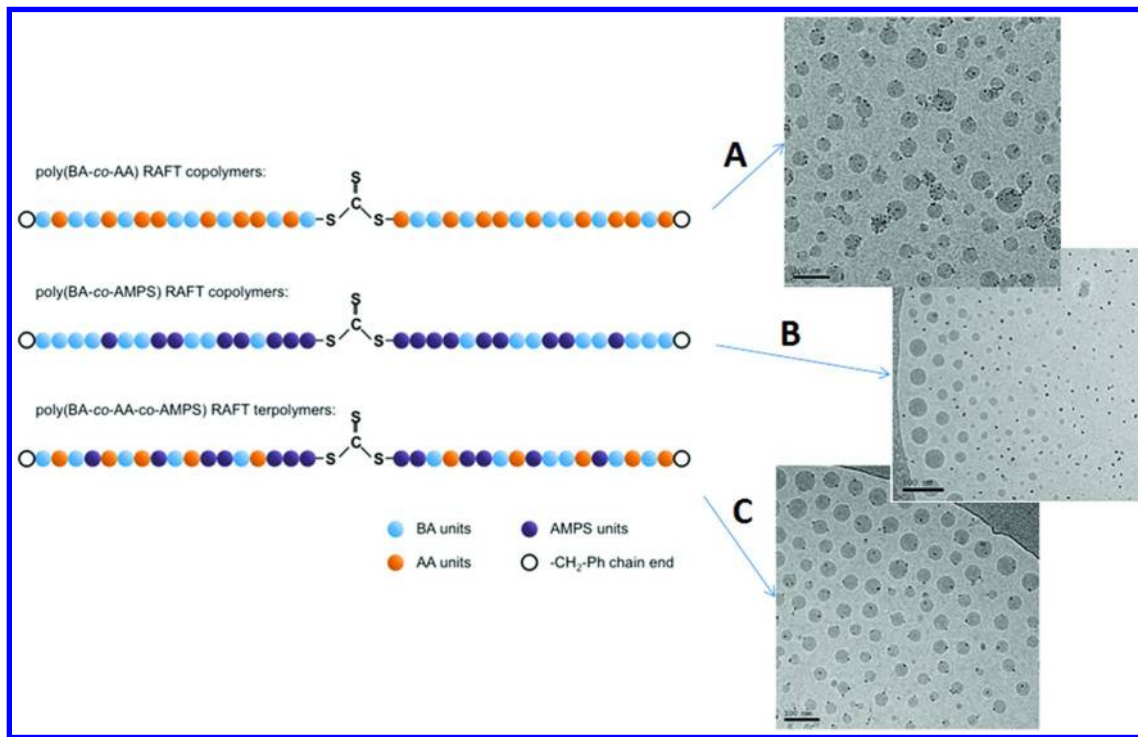 poly(BA-co-AA) RAFT copolymers:
S
C
S
S
A
poly(BA-co-AMPS) RAFT copolymers:
S
C
S
S
B
poly(BA-co-AA-co-AMPS) RAFT terpolymers:
S
C
S
S
C
BA units
AMPS units
AA units
-CH₂-Ph chain end
100 nm
100 nm